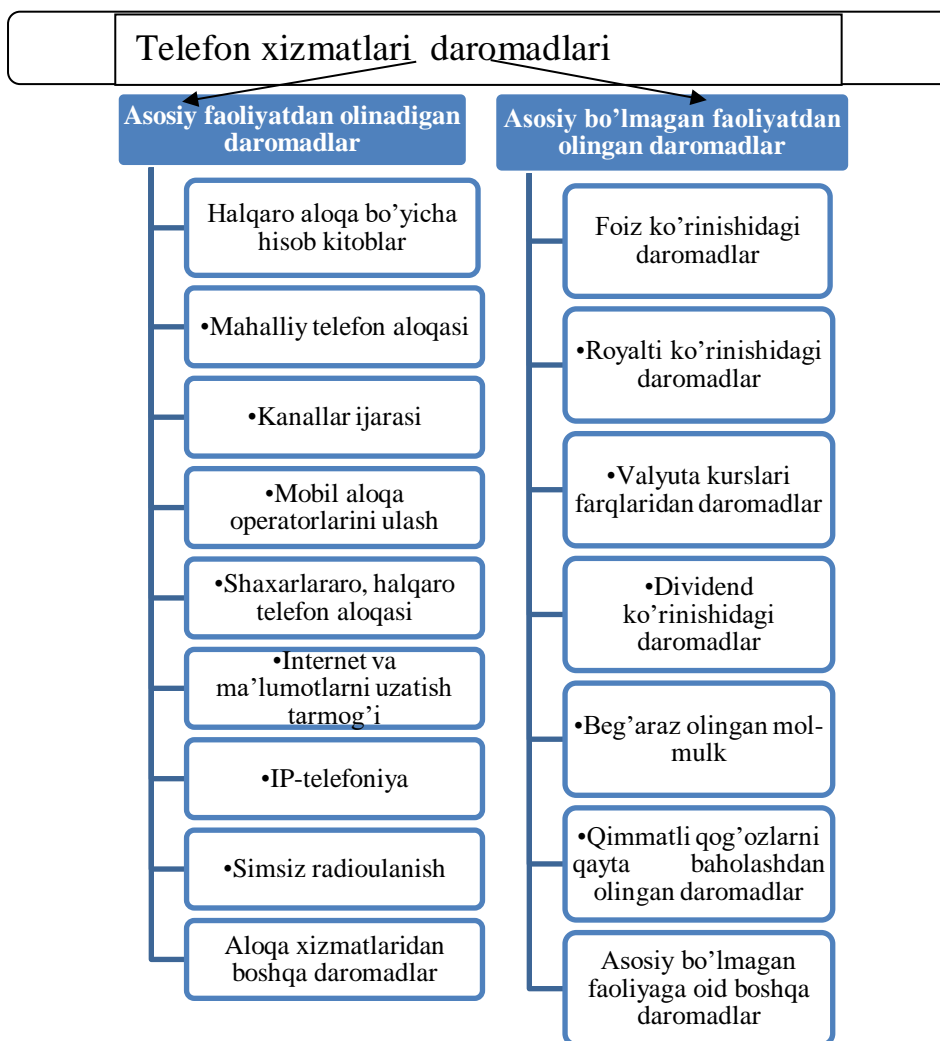 Telefon xizmatlari daromadlari
Asosiy faoliyatdan olinadigan
daromadlar
Halqaro aloqa bo’yicha
hisob kitoblar
•Mahalliy telefon aloqasi
•Kanallar ijarasi
•Mobil aloqa
operatorlarini ulash
•Shaxarlararo, halqaro
telefon aloqasi
•Internet va
ma’lumotlarni uzatish
tarmog’i
•IP-telefoniya
•Simsiz radioulanish
Aloqa xizmatlaridan
boshqa daromadlar
Asosiy bo’lmagan faoliyatdan
olingan daromadlar
Foiz ko’rinishidagi
daromadlar
•Royalti ko’rinishidagi
daromadlar
•Valyuta kurslari
farqlaridan daromadlar
•Dividend
ko’rinishidagi
daromadlar
•Beg’araz olingan mol-
mulk
•Qimmatli qog’ozlarni
qayta baholashdan
olingan daromadlar
Asosiy bo’lmagan
faoliyaga oid boshqa
daromadlar